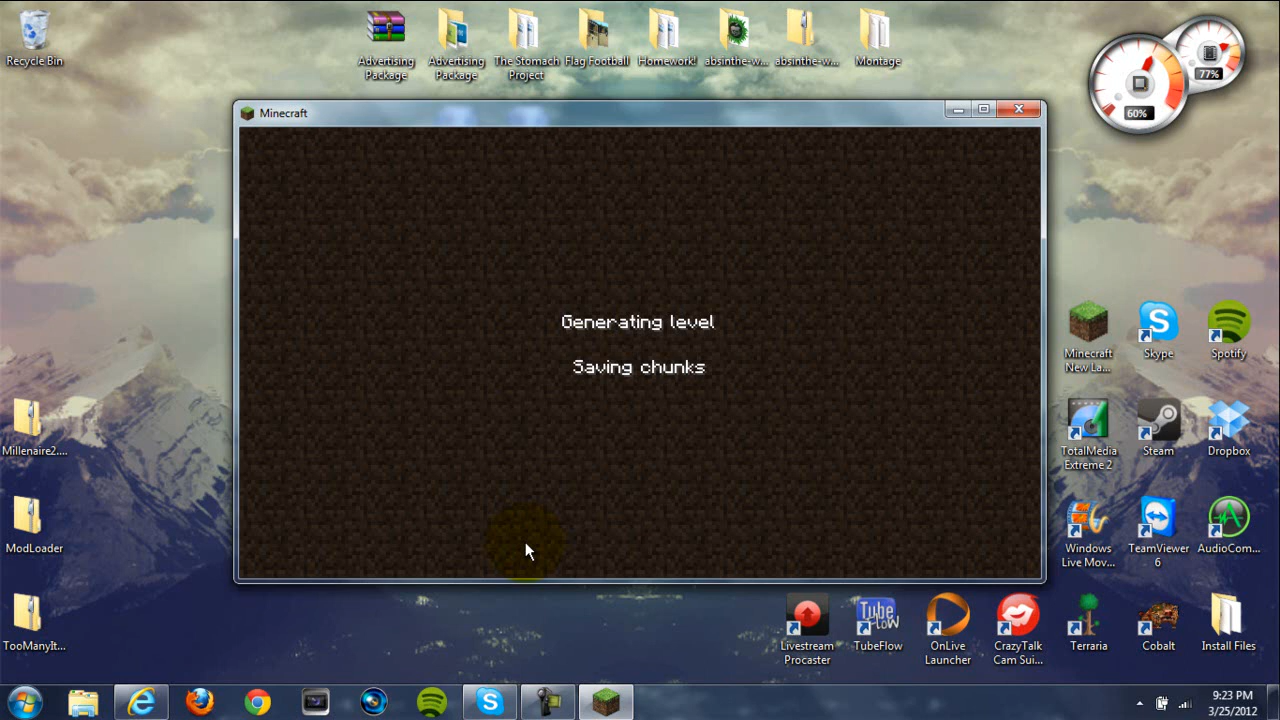 Recycle Bin
Advertising
Package
Advertising
Package
The Stomach
Project
Flag Football
Homework!
absinthe-w...
absinthe-w...
Montage
77%
60%
Minecraft
Generating level
Saving chunks
Minecraft
New La...
Skype
Spotify
TotalMedia
Extreme 2
Steam
Dropbox
Windows
Live Mov...
TeamViewer
6
AudioCom...
Millenaire2....
ModLoader
TooManyIt...
Livestream
Procaster
Tube
Flow
TubeFlow
OnLive
Launcher
CrazyTalk
Cam Sui...
Terraria
Cobalt
Install Files
9:23 PM
3/25/2012